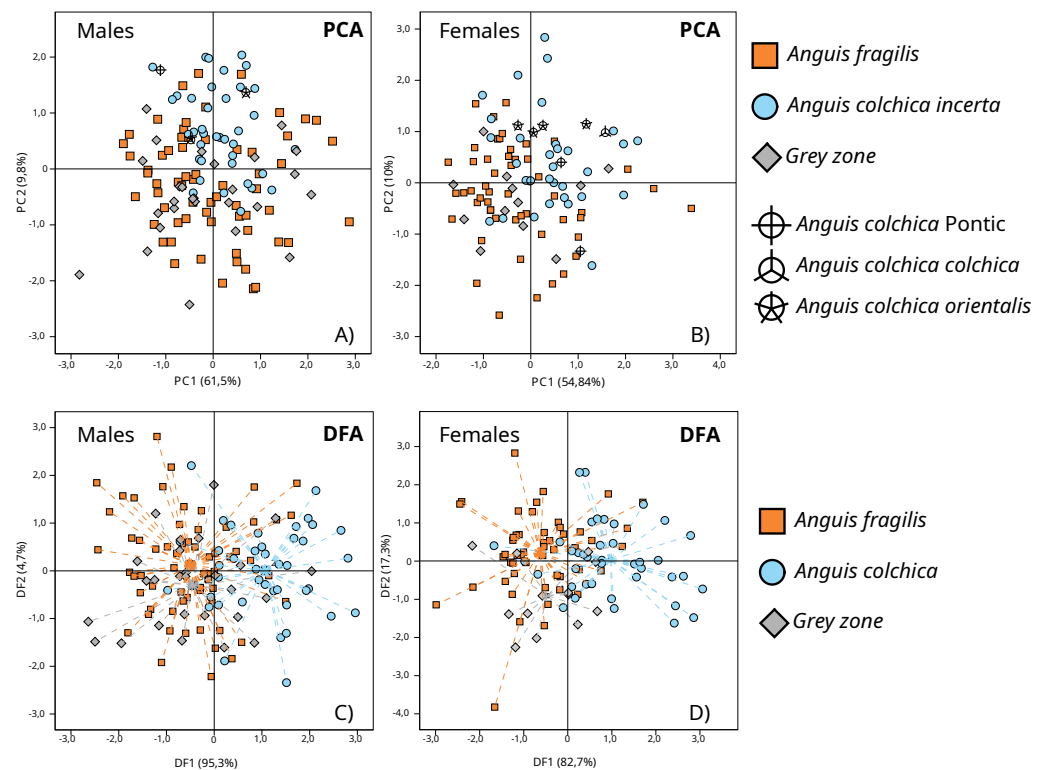 Males PCA
2,0
1,0
0
-1,0
-2,0
-3,0
PC2 (9,8%)
A)
-3,0 -2,0 -1,0 0 1,0 2,0 3,0
PC1 (61,5%)
Females PCA
3,0
2,0
1,0
0
-1,0
-2,0
-3,0
PC2 (10%)
B)
-2,0 -1,0 0 1,0 2,0 3,0 4,0
PC1 (54,84%)
Anguis fragilis
Anguis colchica incerta
Grey zone
Anguis colchica Pontic
Anguis colchica colchica
Anguis colchica orientalis
Males DFA
3,0
2,0
1,0
0
-1,0
-2,0
-3,0
DF2 (4,7%)
C)
-3,0 -2,0 -1,0 0 1,0 2,0 3,0
DF1 (95,3%)
Females DFA
3,0
2,0
1,0
0
-1,0
-2,0
-3,0
-4,0
DF2 (17,3%)
D)
-3,0 -2,0 -1,0 0 1,0 2,0 3,0
DF1 (82,7%)
Anguis fragilis
Anguis colchica
Grey zone